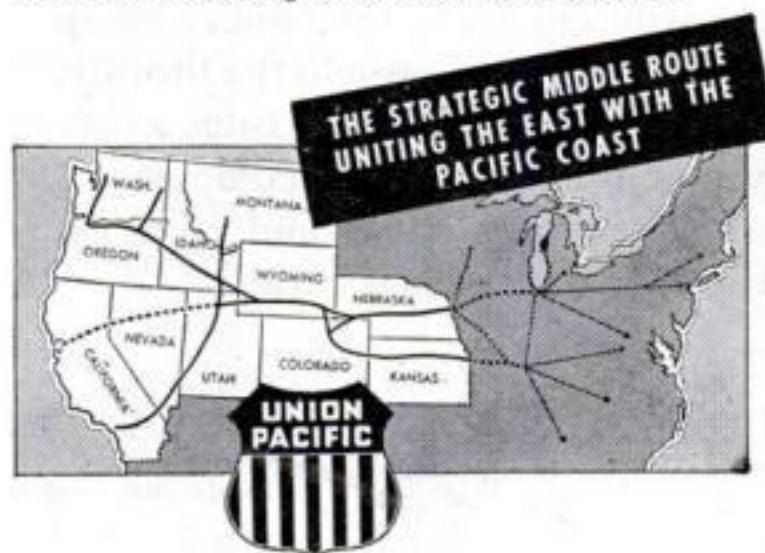 THE STRATEGIC MIDDLE ROUTE
UNITING THE EAST WITH THE
PACIFIC COAST
WASH.
MONTANA
OREGON
IDAHO
WYOMING
NEBRASKA
NEVADA
CALIFORNIA
UTAH
COLORADO
KANSAS
UNION
PACIFIC